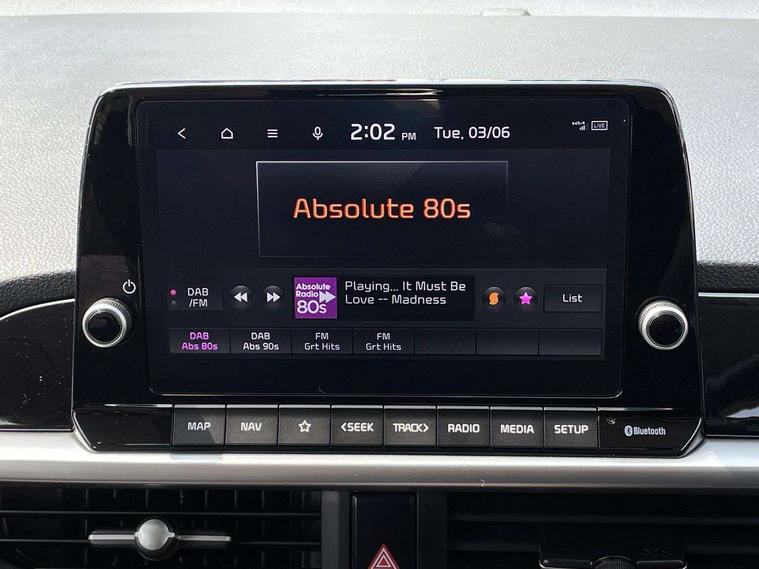 2:02 PM Tue, 03/06
KIA LIVE
Absolute 80s
DAB
/FM
Absolute
Radio
80s
Playing... It Must Be
Love -- Madness
List
DAB
Abs 80s
DAB
Abs 90s
FM
Grt Hits
FM
Grt Hits
MAP NAV <SEEK TRACK> RADIO MEDIA SETUP Bluetooth